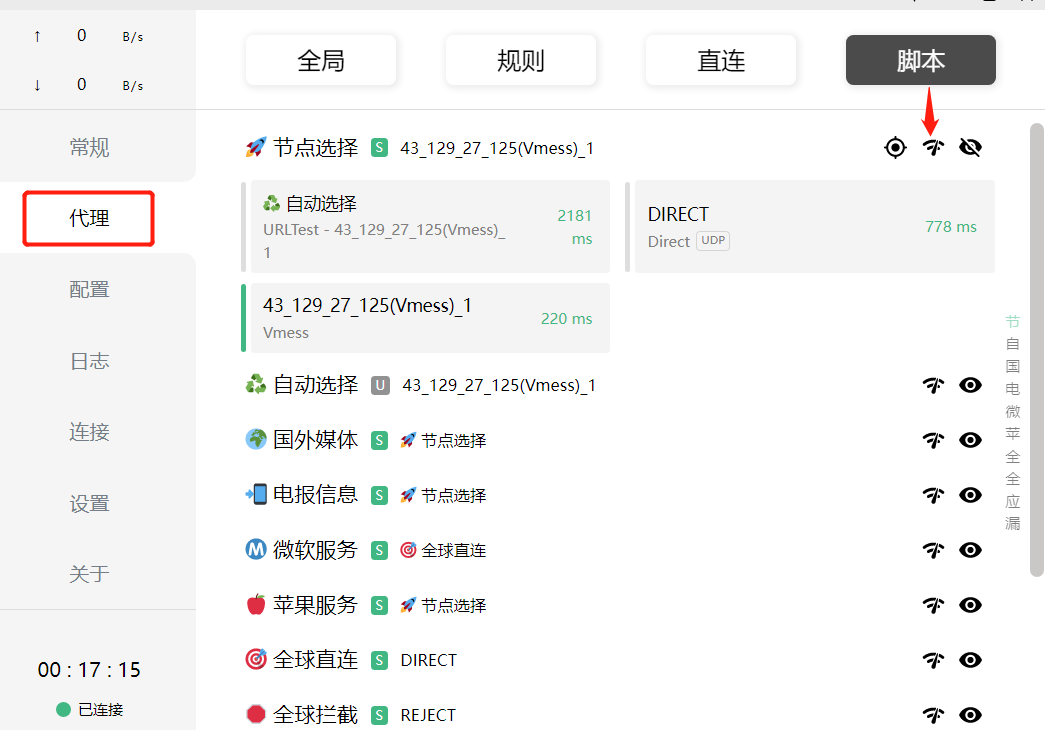 ↑ 0 B/s
↓ 0 B/s
常规
代理
配置
日志
连接
设置
关于
00 : 17 : 15
已连接
全局 规则 直连 脚本
节点选择 S 43_129_27_125(Vmess)_1
自动选择
URLTest - 43_129_27_125(Vmess)_
1
2181
ms
DIRECT
Direct UDP
778 ms
43_129_27_125(Vmess)_1
Vmess
220 ms
自动选择 U 43_129_27_125(Vmess)_1
国外媒体 S 节点选择
电报信息 S 节点选择
微软服务 S 全球直连
苹果服务 S 节点选择
全球直连 S DIRECT
全球拦截 S REJECT
节
自
国
电
微
苹
全
全
应
漏